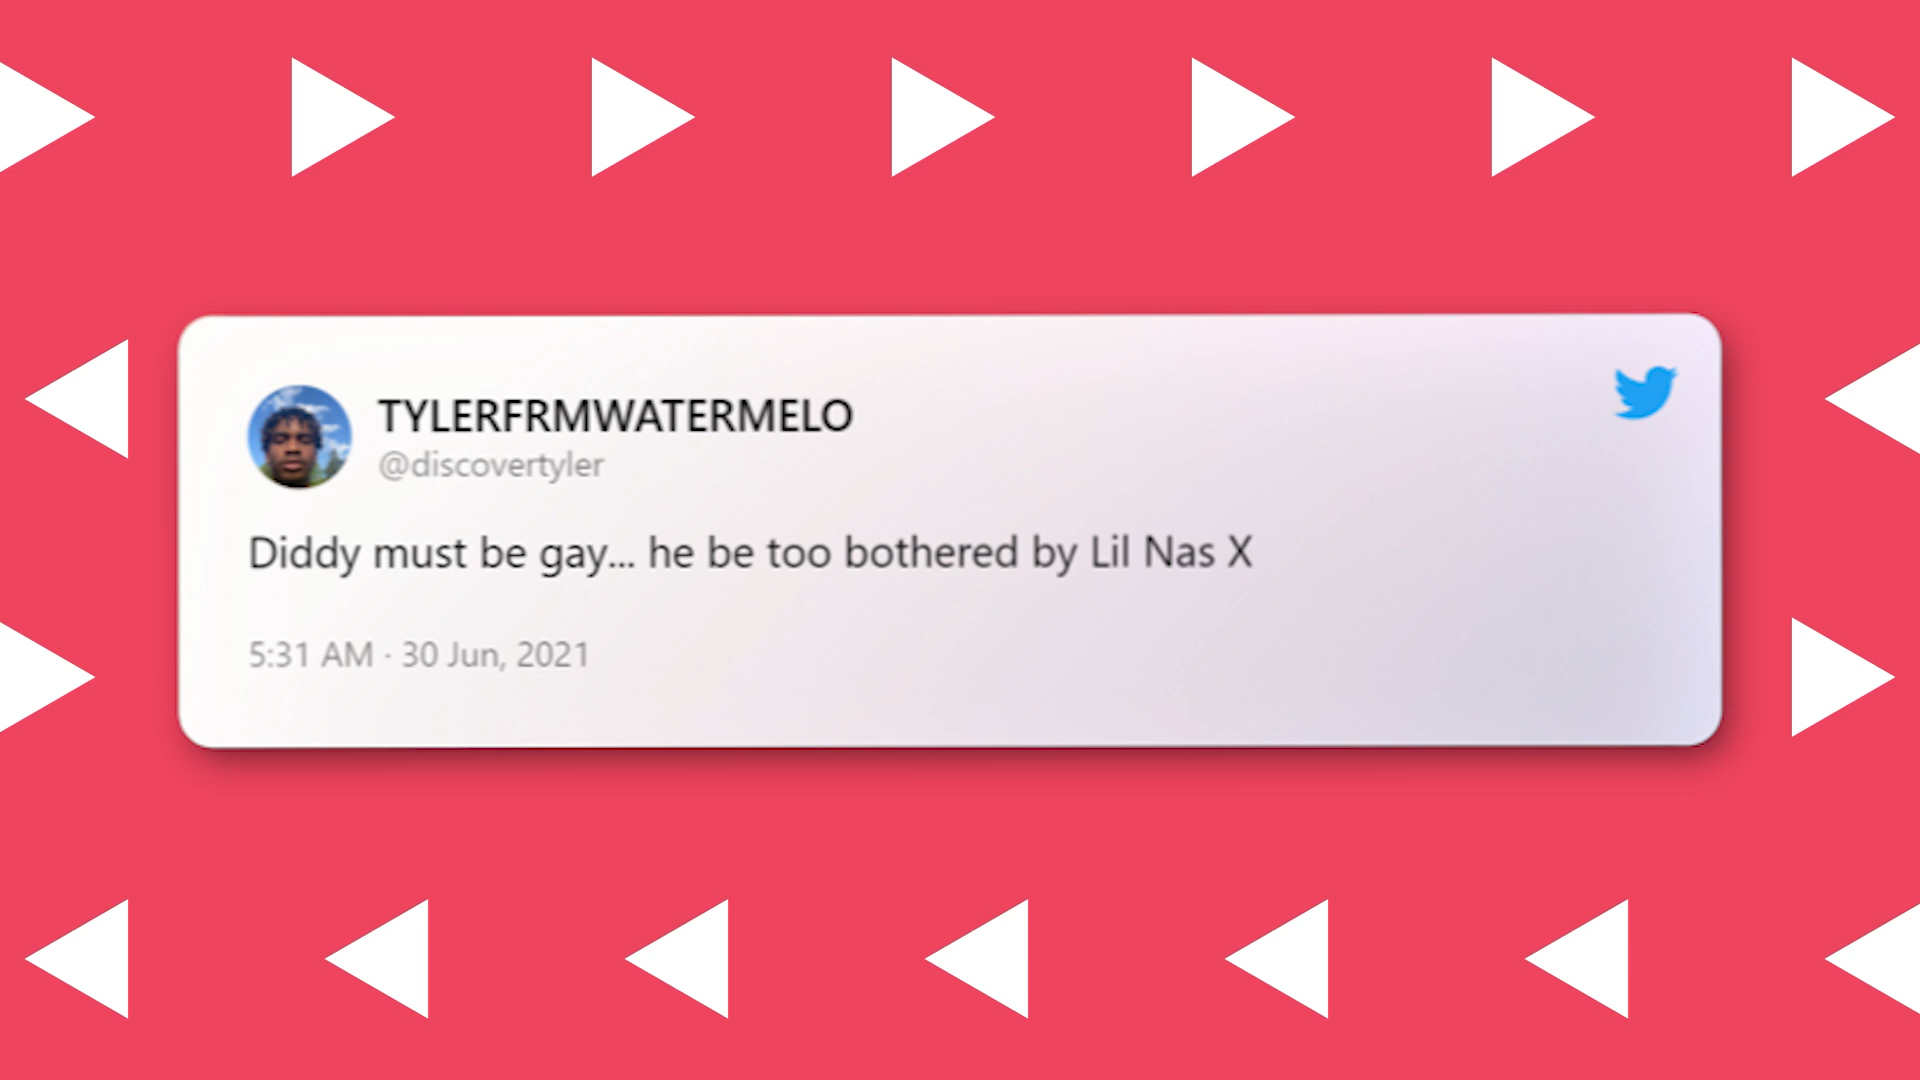 TYLERFRMWATERMELO
@discovertyler
Diddy must be gay... he be too bothered by Lil Nas X
5:31 AM · 30 Jun, 2021